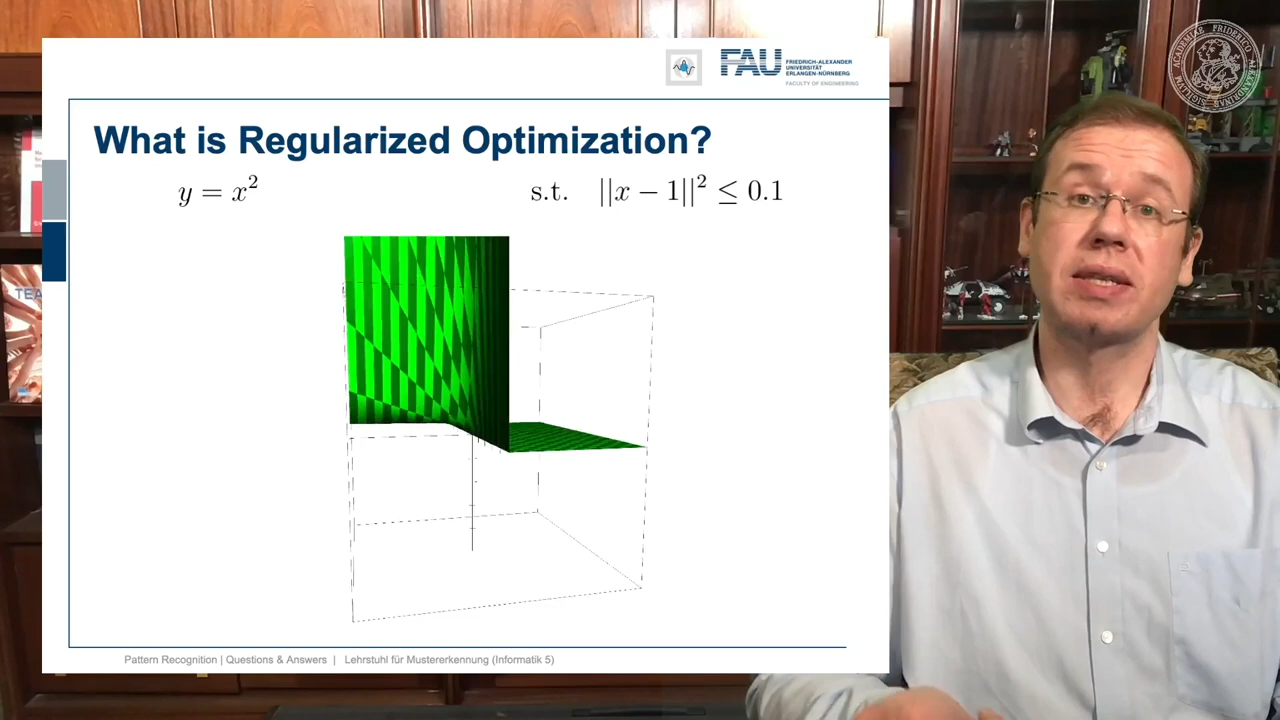 FAU
FRIEDRICH-ALEXANDER
UNIVERSITÄT
ERLANGEN-NÜRNBERG
FACULTY OF ENGINEERING
What is Regularized Optimization?
y = x² s.t. ||x − 1||² ≤ 0.1
Pattern Recognition | Questions & Answers | Lehrstuhl für Mustererkennung (Informatik 5)
TEA